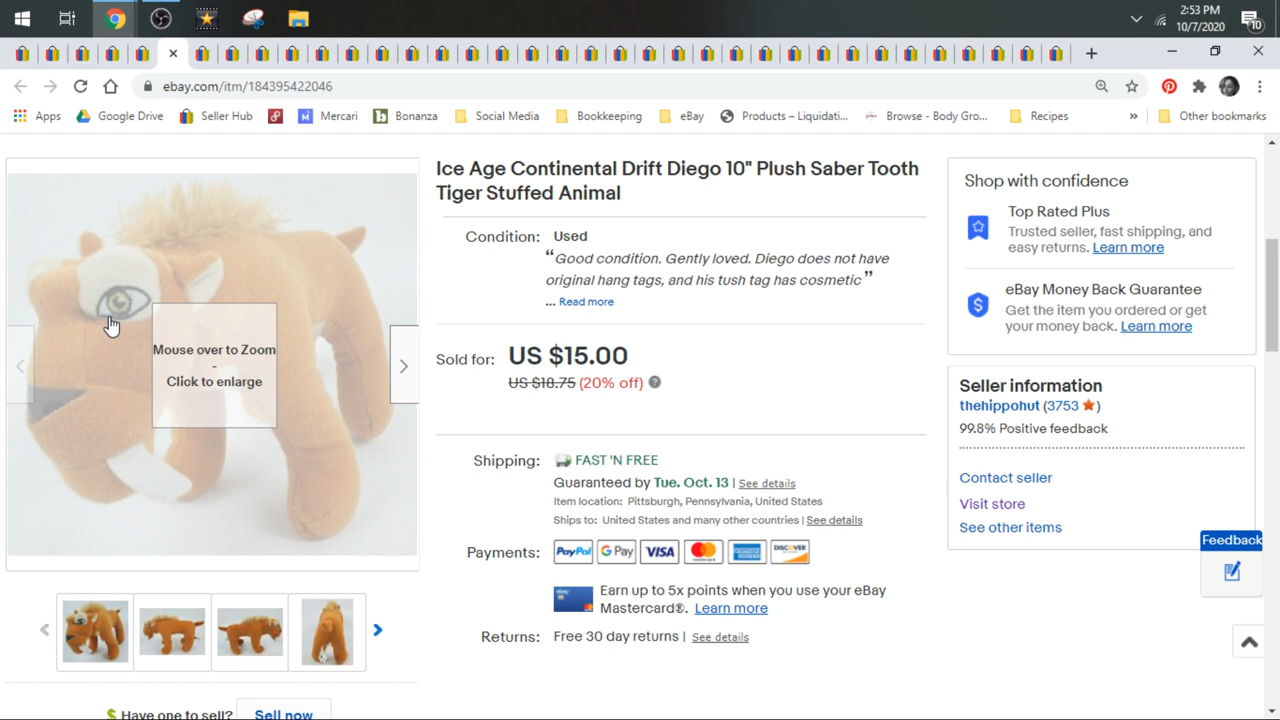 2:53 PM
10/7/2020
10
ebay.com/itm/184395422046
Apps
Google Drive
Seller Hub
Mercari
Bonanza
Social Media
Bookkeeping
eBay
Products – Liquidati...
Browse - Body Gro...
Recipes
»
Other bookmarks
Ice Age Continental Drift Diego 10" Plush Saber Tooth
Tiger Stuffed Animal
Condition: Used
“Good condition. Gently loved. Diego does not have
original hang tags, and his tush tag has cosmetic”
... Read more
Mouse over to Zoom
-
Click to enlarge
Sold for: US $15.00
US $18.75 (20% off)
Shipping: FAST 'N FREE
Guaranteed by Tue. Oct. 13 | See details
Item location: Pittsburgh, Pennsylvania, United States
Ships to: United States and many other countries | See details
Payments: PayPal G Pay VISA MasterCard AMERICAN EXPRESS DISCOVER
Earn up to 5x points when you use your eBay
Mastercard®. Learn more
Returns: Free 30 day returns | See details
Have one to sell? Sell now
Shop with confidence
Top Rated Plus
Trusted seller, fast shipping, and
easy returns. Learn more
eBay Money Back Guarantee
Get the item you ordered or get
your money back. Learn more
Seller information
thehippohut (3753 )
99.8% Positive feedback
Contact seller
Visit store
See other items
Feedback